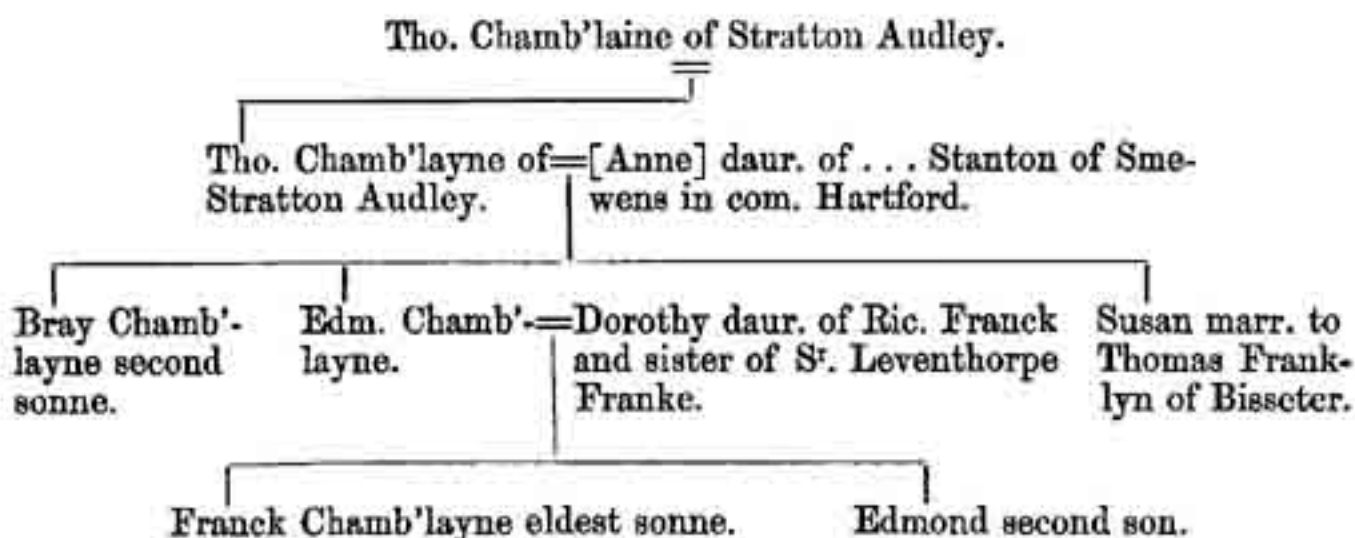 Tho. Chamb'laine of Stratton Audley.
Tho. Chamb'layne of=[Anne] daur. of . . . Stanton of Sme-
Stratton Audley. wens in com. Hartford.
Bray Chamb'-
layne second
sonne.
Edm. Chamb'-=Dorothy daur. of Ric. Franck
layne. and sister of Sr. Leventhorpe
Franke.
Susan marr. to
Thomas Frank-
lyn of Bisseter.
Franck Chamb'layne eldest sonne.
Edmond second son.